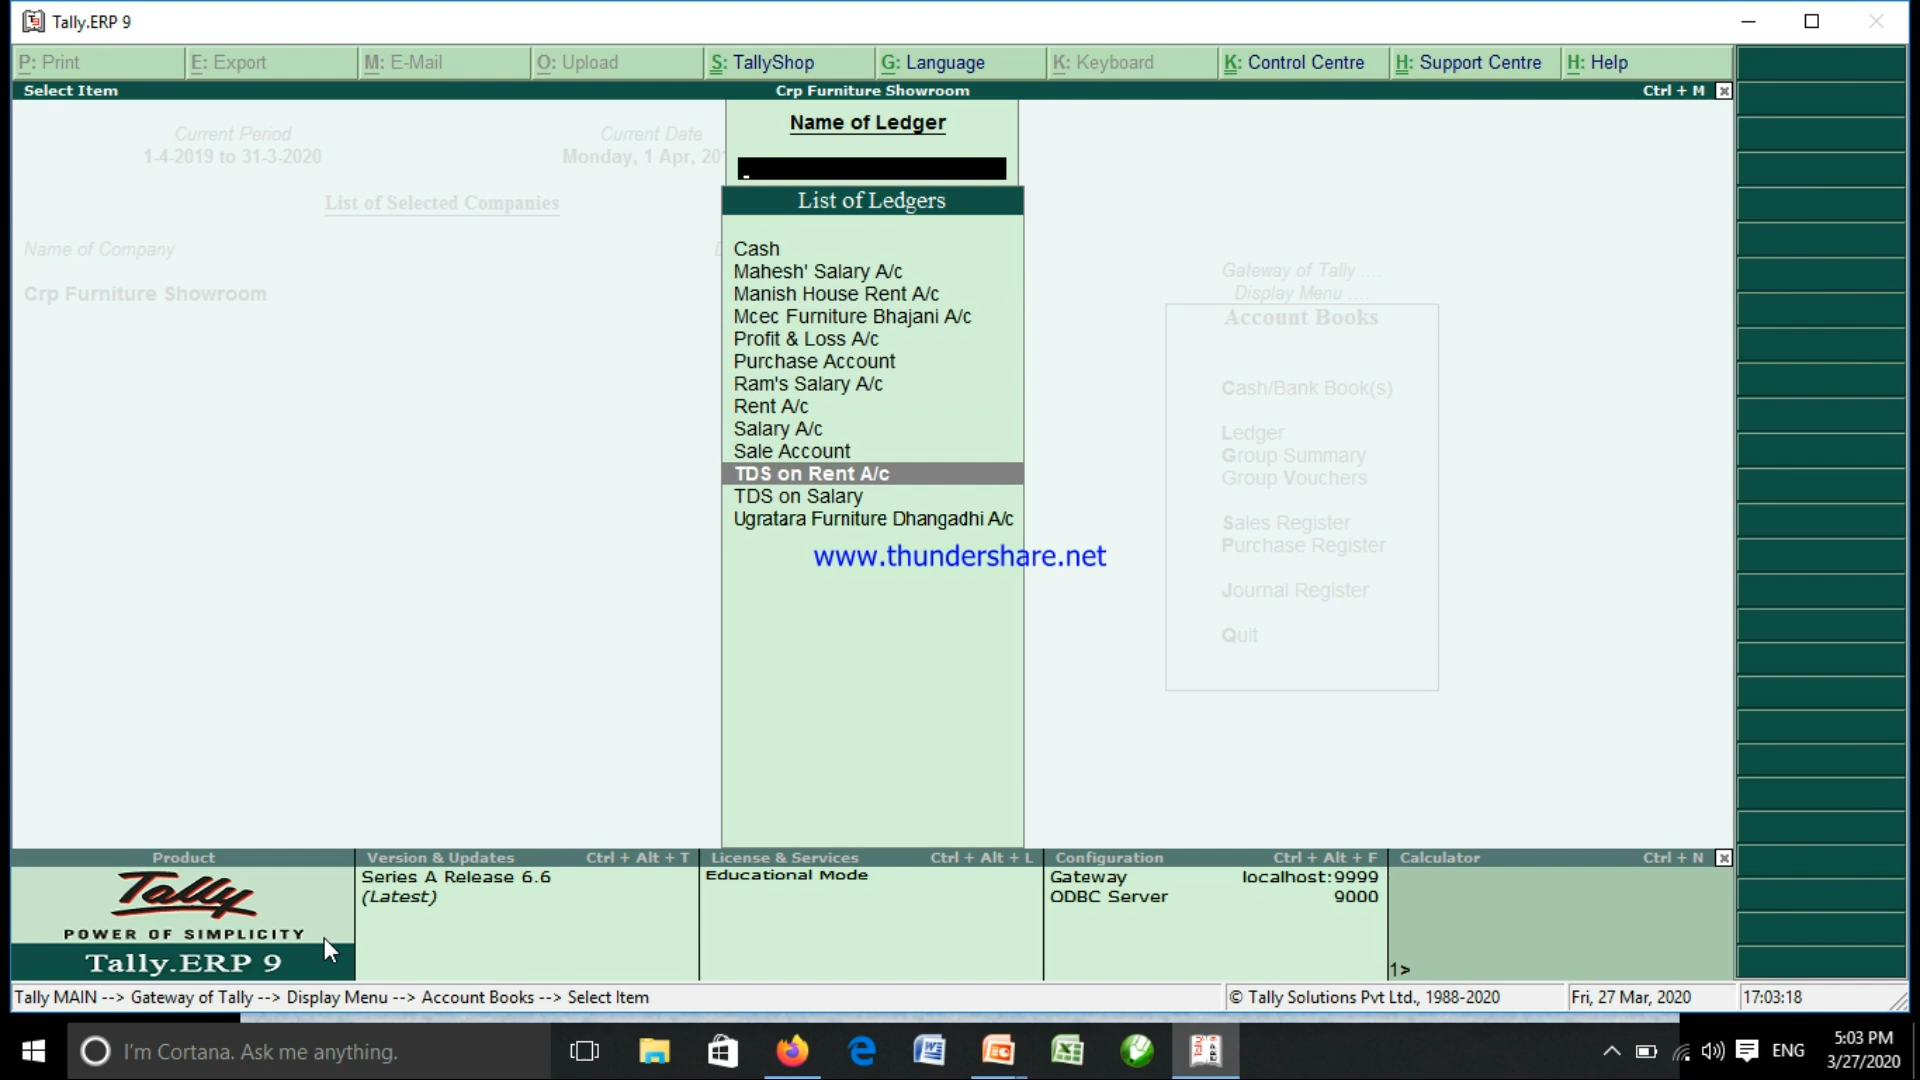 Tally.ERP 9
P: Print
E: Export
M: E-Mail
O: Upload
S: TallyShop
G: Language
K: Keyboard
K: Control Centre
H: Support Centre
H: Help
Select Item
Crp Furniture Showroom
Ctrl + M
Current Period
1-4-2019 to 31-3-2020
Current Date
Monday, 1 Apr, 20
List of Selected Companies
Name of Company
Crp Furniture Showroom
Name of Ledger
List of Ledgers
Cash
Mahesh' Salary A/c
Manish House Rent A/c
Mcec Furniture Bhajani A/c
Profit & Loss A/c
Purchase Account
Ram's Salary A/c
Rent A/c
Salary A/c
Sale Account
TDS on Rent A/c
TDS on Salary
Ugratara Furniture Dhangadhi A/c
www.thundershare.net
Gateway of Tally ....
Display Menu ....
Account Books
Cash/Bank Book(s)
Ledger
Group Summary
Group Vouchers
Sales Register
Purchase Register
Journal Register
Quit
Product
Tally
POWER OF SIMPLICITY
Tally.ERP 9
Version & Updates Ctrl + Alt + T
Series A Release 6.6
(Latest)
License & Services Ctrl + Alt + L
Educational Mode
Configuration Ctrl + Alt + F
Gateway localhost:9999
ODBC Server 9000
Calculator Ctrl + N
1>
Tally MAIN --> Gateway of Tally --> Display Menu --> Account Books --> Select Item
© Tally Solutions Pvt Ltd., 1988-2020
Fri, 27 Mar, 2020
17:03:18
I'm Cortana. Ask me anything.
ENG
5:03 PM
3/27/2020